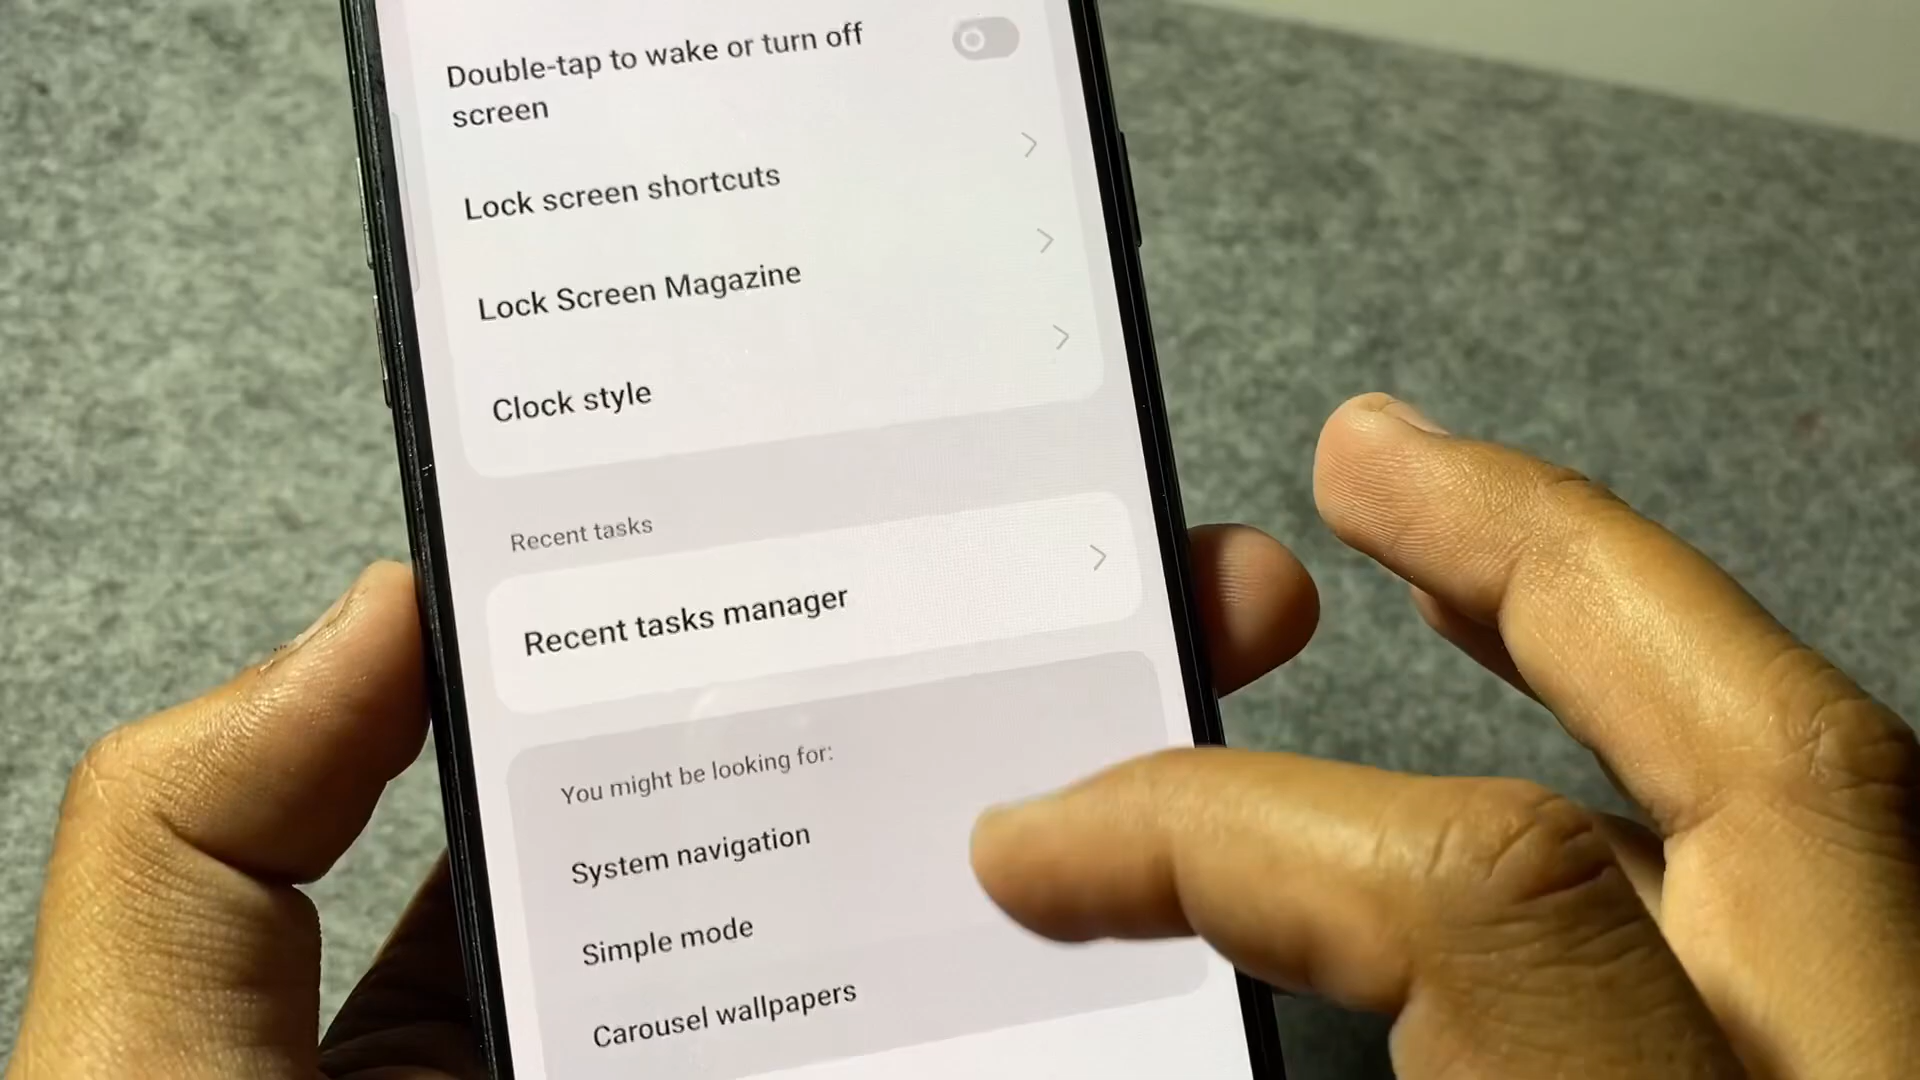 Double-tap to wake or turn off
screen
Lock screen shortcuts
Lock Screen Magazine
Clock style
Recent tasks
Recent tasks manager
You might be looking for:
System navigation
Simple mode
Carousel wallpapers